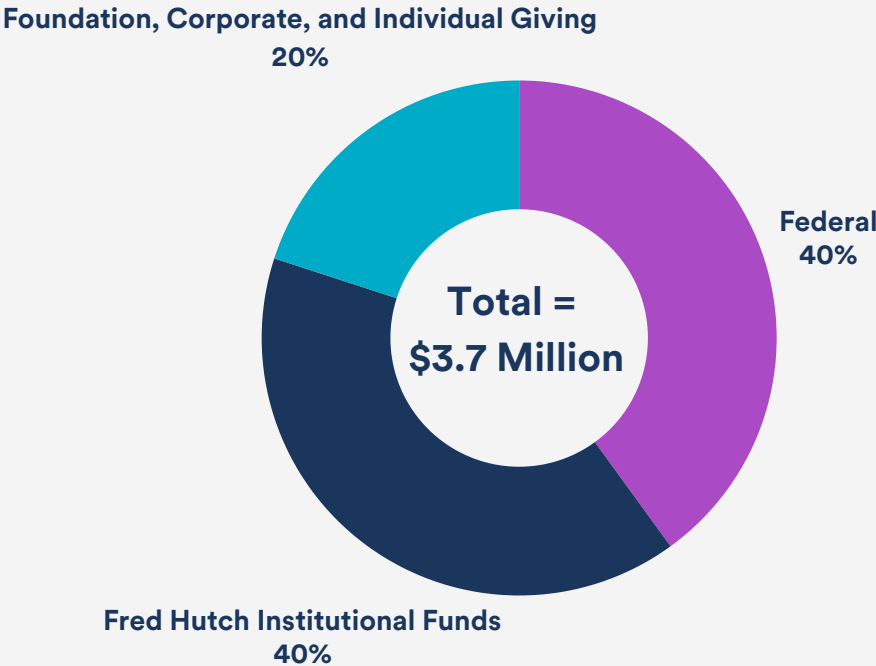 Foundation, Corporate, and Individual Giving
20%
Federal
40%
Total =
$3.7 Million
Fred Hutch Institutional Funds
40%